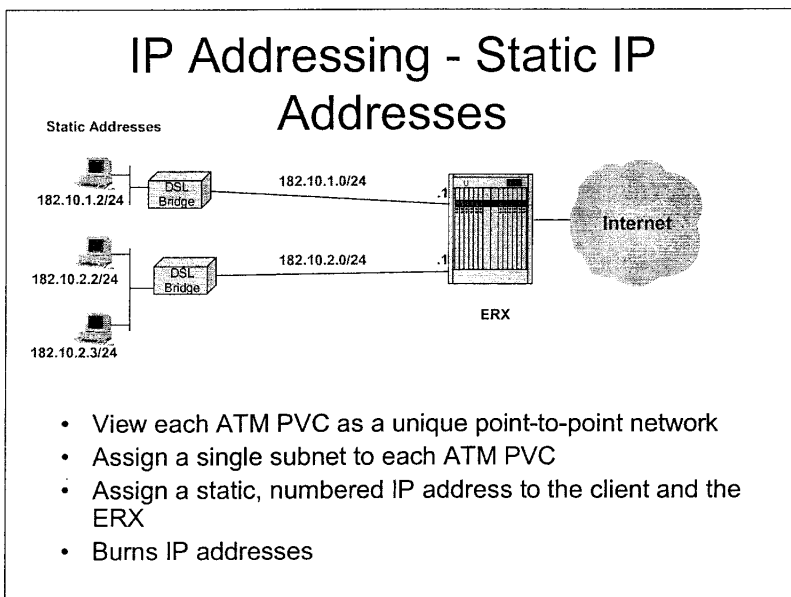 IP Addressing - Static IP
Addresses
Static Addresses
182.10.1.2/24
DSL
Bridge
182.10.1.0/24
.1
182.10.2.2/24
DSL
Bridge
182.10.2.0/24
.1
182.10.2.3/24
ERX
Internet
• View each ATM PVC as a unique point-to-point network
• Assign a single subnet to each ATM PVC
• Assign a static, numbered IP address to the client and the
ERX
• Burns IP addresses